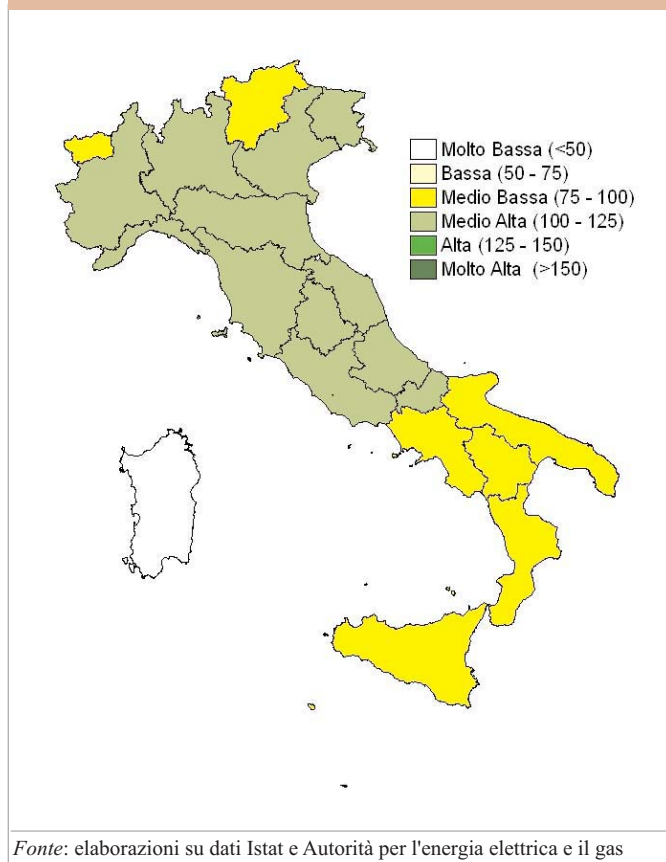 Molto Bassa (<50)
Bassa (50 - 75)
Medio Bassa (75 - 100)
Medio Alta (100 - 125)
Alta (125 - 150)
Molto Alta (>150)
Fonte: elaborazioni su dati Istat e Autorità per l'energia elettrica e il gas